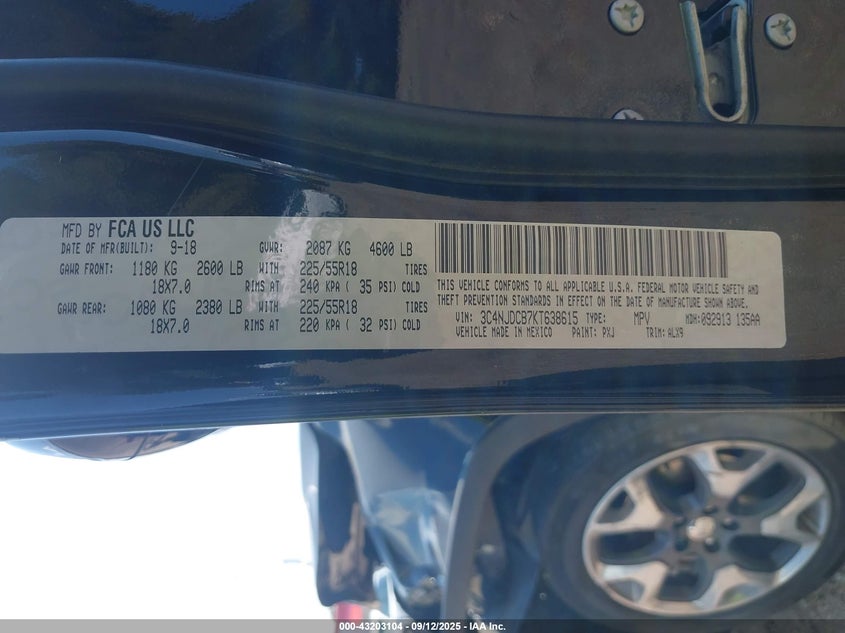 MFD BY FCA US LLC
DATE OF MFR(BUILT): 9-18 GVWR: 2087 KG 4600 LB
GAWR FRONT: 1180 KG 2600 LB WITH 225/55R18 TIRES
18X7.0 RIMS AT 240 KPA ( 35 PSI) COLD
GAWR REAR: 1080 KG 2380 LB WITH 225/55R18 TIRES
18X7.0 RIMS AT 220 KPA ( 32 PSI) COLD
THIS VEHICLE CONFORMS TO ALL APPLICABLE U.S.A. FEDERAL MOTOR VEHICLE SAFETY AND
THEFT PREVENTION STANDARDS IN EFFECT ON THE DATE OF MANUFACTURE SHOWN ABOVE.
VIN: 3C4NJDCB7KT638615 TYPE: MPV MDH: 092913 135AA
VEHICLE MADE IN MEXICO PAINT: PXJ TRIM: ALX9
000-43203104 - 09/12/2025 - IAA Inc.